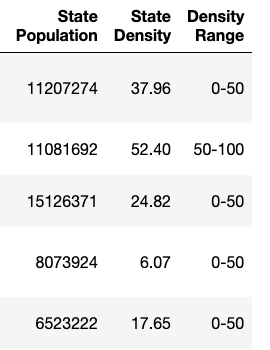 State State Density
Population Density Range
11207274 37.96 0-50
11081692 52.40 50-100
15126371 24.82 0-50
8073924 6.07 0-50
6523222 17.65 0-50